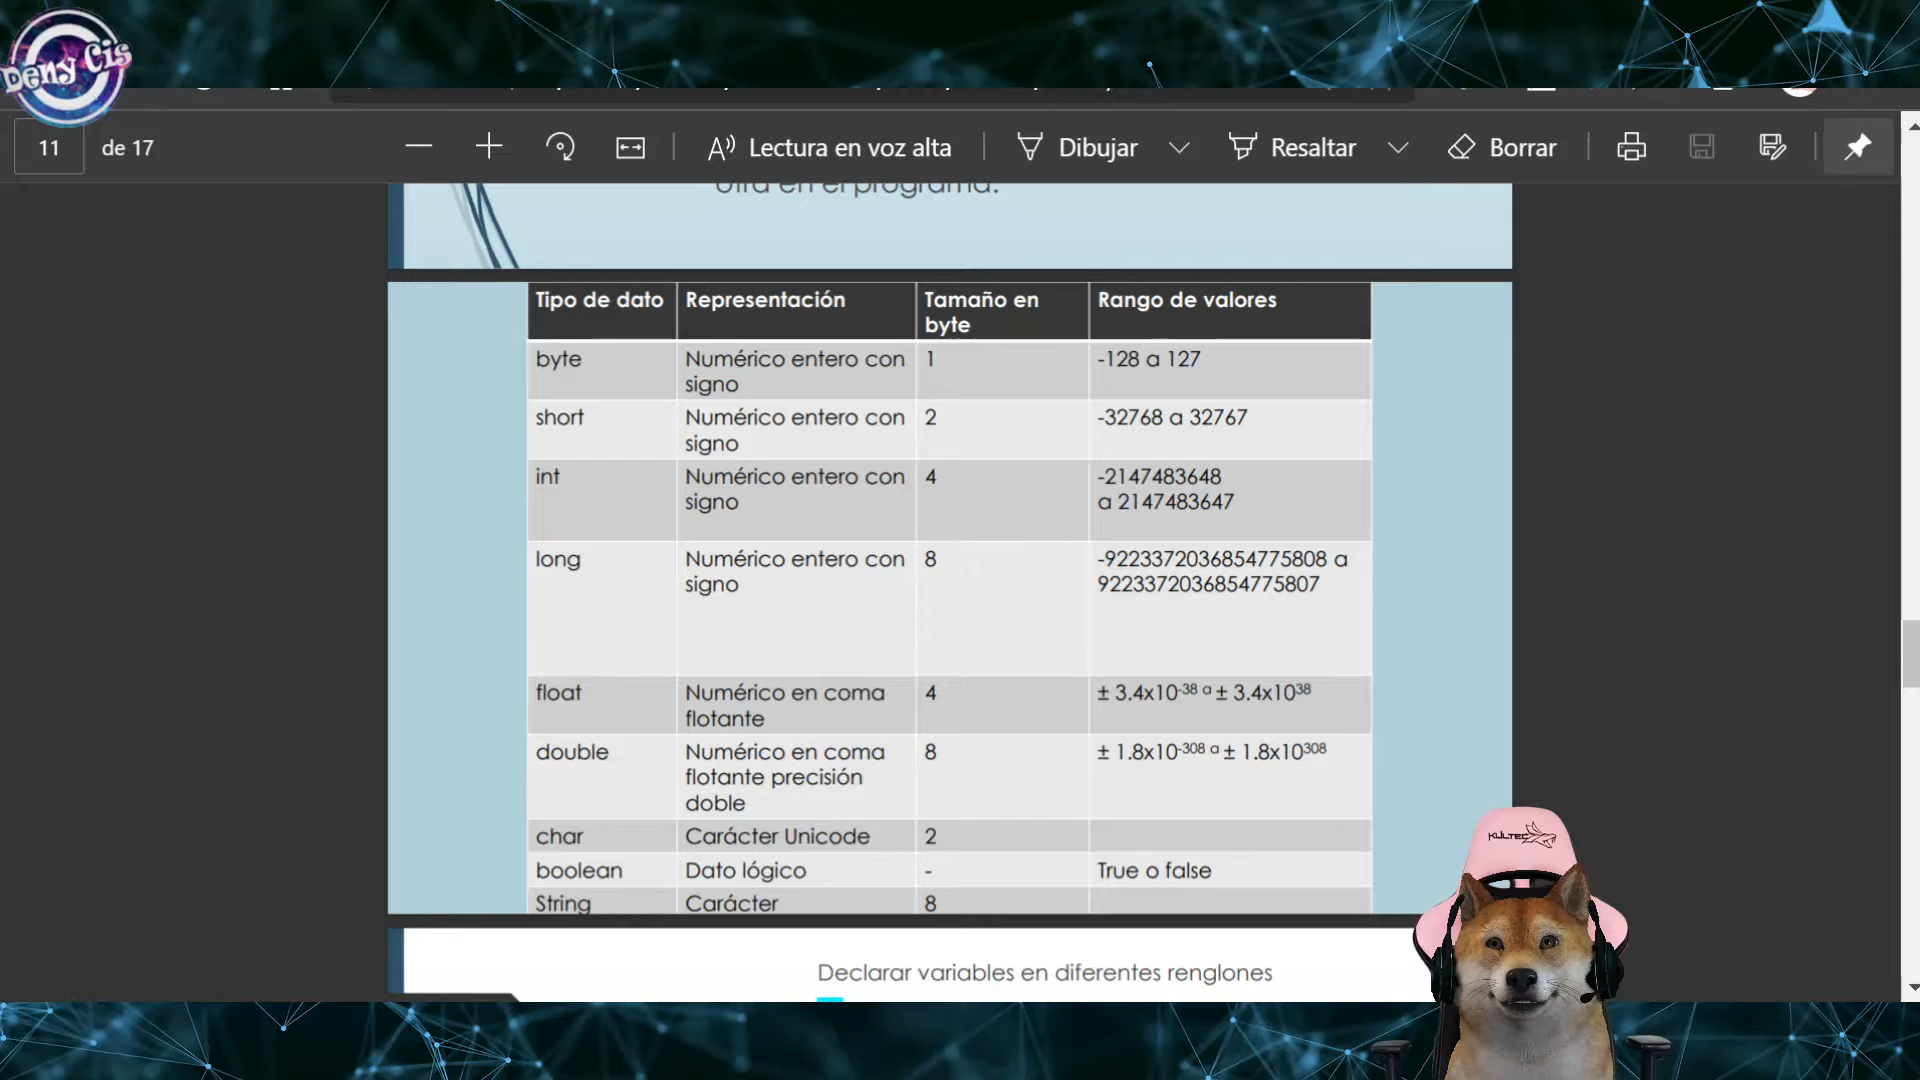 Deny Cis
11 de 17 Lectura en voz alta Dibujar Resaltar Borrar
otra en el programa.
Tipo de dato Representación Tamaño en byte Rango de valores
byte Numérico entero con signo 1 -128 a 127
short Numérico entero con signo 2 -32768 a 32767
int Numérico entero con signo 4 -2147483648 a 2147483647
long Numérico entero con signo 8 -9223372036854775808 a 9223372036854775807
float Numérico en coma flotante 4 ± 3.4x10-38 a ± 3.4x1038
double Numérico en coma flotante precisión doble 8 ± 1.8x10-308 a ± 1.8x10308
char Carácter Unicode 2
boolean Dato lógico - True o false
String Carácter 8
Declarar variables en diferentes renglones
KULTEC